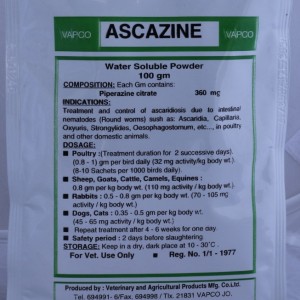 VAPCO
ASCAZINE
VAPCO
Water Soluble Powder
100 gm
COMPOSITION: Each Gm contains:
Piperazine citrate 360 mg
INDICATIONS:
Treatment and control of ascaridiosis due to intestinal
nematodes (Round worms) such as: Ascaridia, Capillaria,
Oxyuris, Strongylides, Oesophagostomum, etc..., in poultry
and other domestic animals.
DOSAGE:
■ Poultry : (Treatment duration for 2 successive days).
(0.8 - 1) gm per bird daily (32 mg activity/kg body wt.)
(8-10 Sachets per 1000 birds daily).
■ Sheep, Goats, Cattle, Camels, Equines :
0.8 gm per kg body wt. (110 mg activity / kg body wt.)
■ Rabbits : 0.5 - 0.8 gm per kg body wt. (70 - 105 mg
activity / kg body wt.)
■ Dogs, Cats : 0.35 - 0.5 gm per kg body wt.
(45 - 65 mg activity / kg body wt.)
■ Repeat treatment after 4 - 6 weeks for one day
■ Safety period : 2 days before slaughtering.
STORAGE: Keep in a dry, dark place at 10 - 30°C.
For Vet. Use Only Reg. No. 1/1 - 1977
Produced by : Veterinary and Agricultural Products Mfg. Co. Ltd.
Tel. 694991- 6/Fax. 694998 / Tlx. 21831 VAPCO JO.